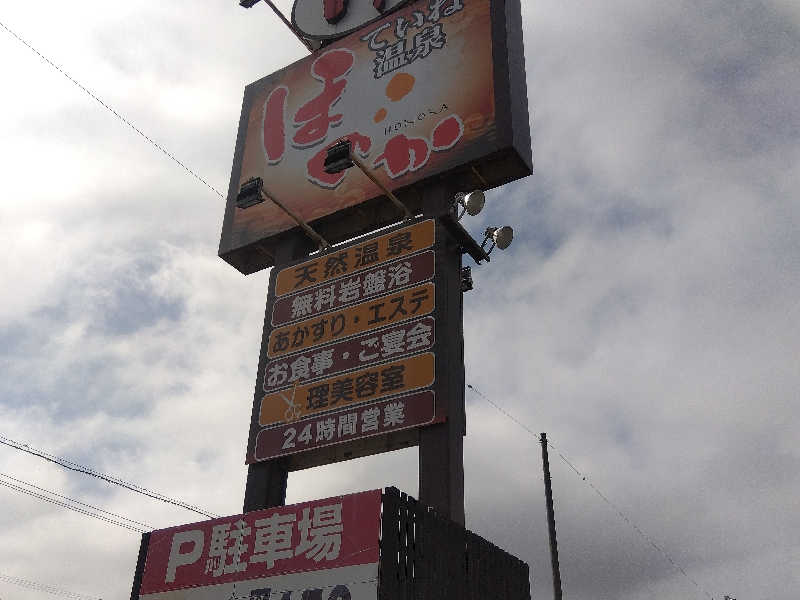 ていね
温泉
ほのか
HONOKA
天然温泉
無料岩盤浴
あかすり・エステ
お食事・ご宴会
理美容室
24時間営業
P駐車場